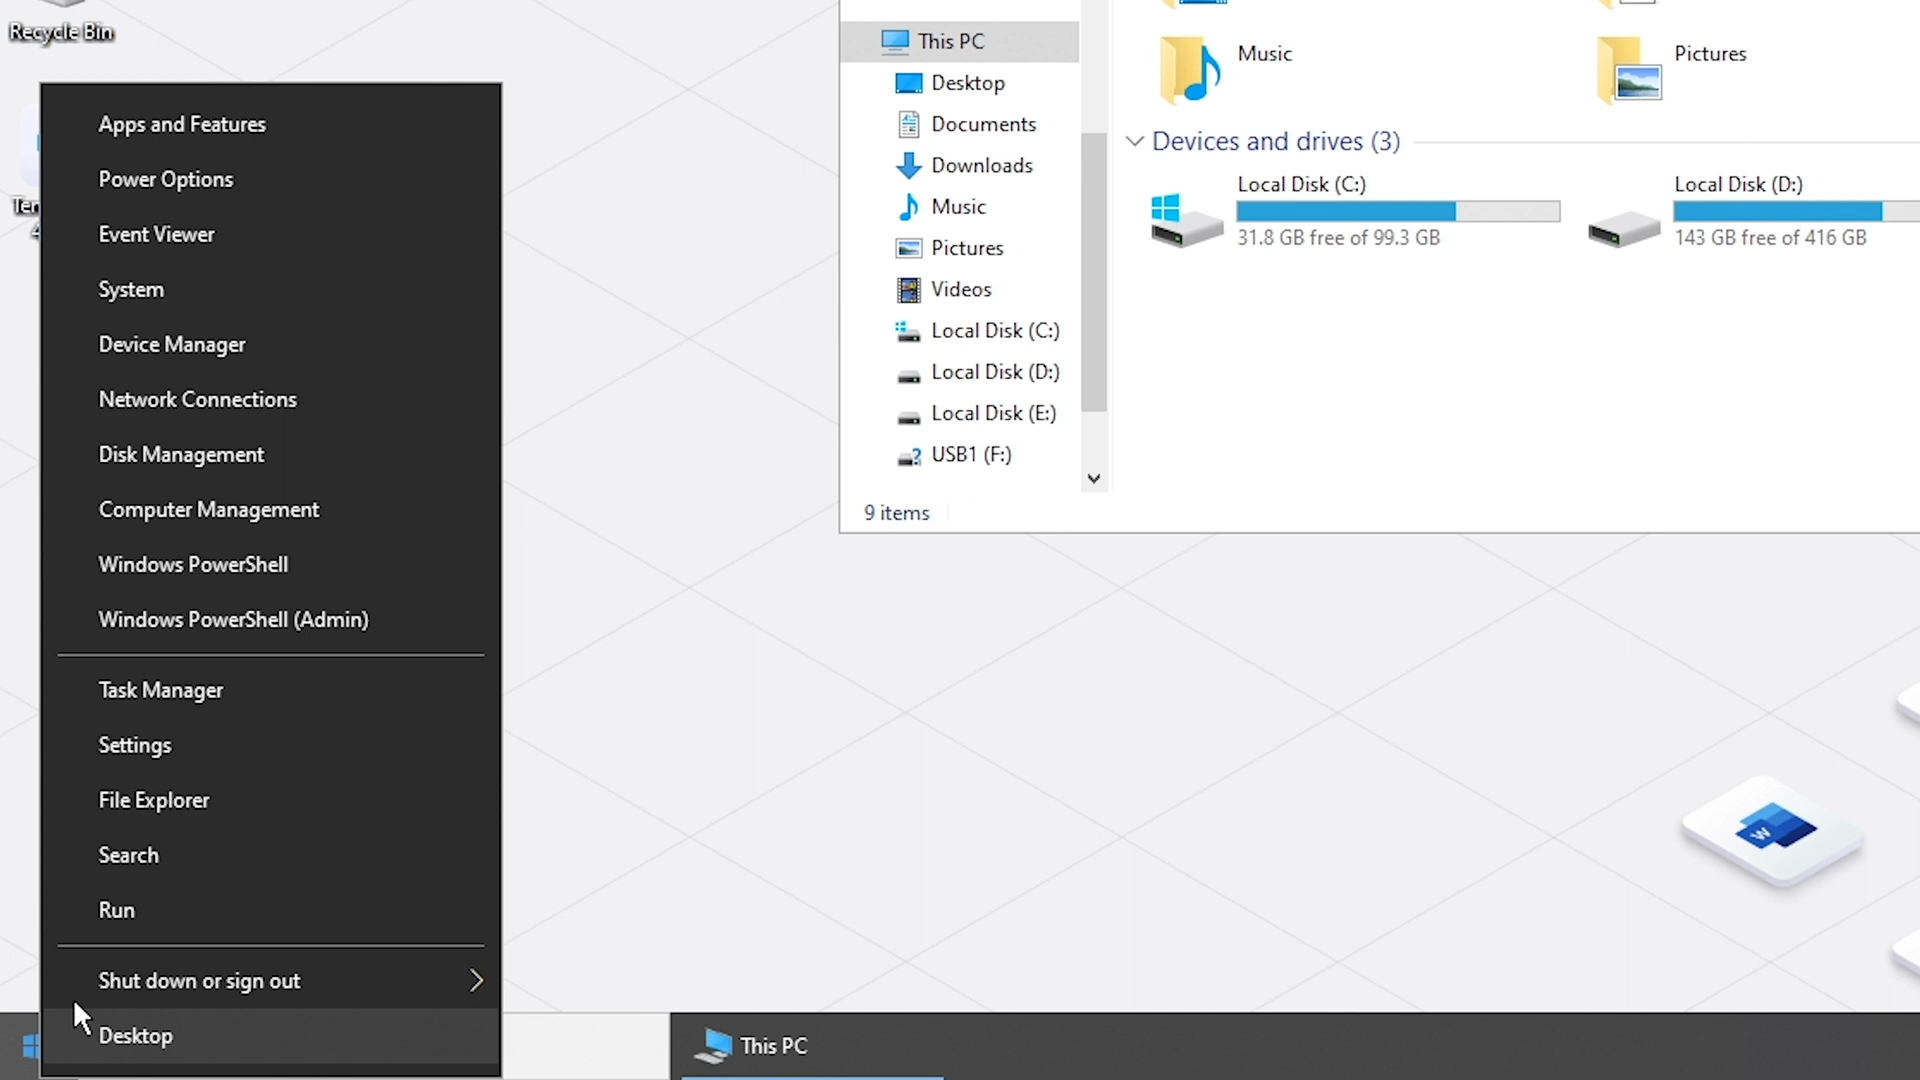 Recycle Bin
Apps and Features
Power Options
Event Viewer
System
Device Manager
Network Connections
Disk Management
Computer Management
Windows PowerShell
Windows PowerShell (Admin)
Task Manager
Settings
File Explorer
Search
Run
Shut down or sign out
Desktop
This PC
Desktop
Documents
Downloads
Music
Pictures
Videos
Local Disk (C:)
Local Disk (D:)
Local Disk (E:)
USB1 (F:)
9 items
Music
Pictures
Devices and drives (3)
Local Disk (C:)
31.8 GB free of 99.3 GB
Local Disk (D:)
143 GB free of 416 GB
W
This PC